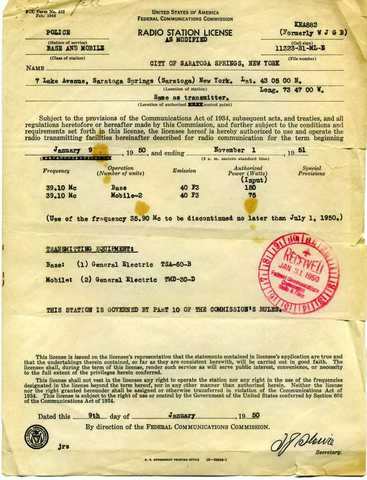 FCC Form No. 402
UNITED STATES OF AMERICA
FEDERAL COMMUNICATIONS COMMISSION
POLICE
RADIO STATION LICENSE
KEA862
(Nature of service)
AS MODIFIED
(Formerly W J G B)
BASE AND MOBILE
(Call sign)
(Class of station)
NAME
CITY OF SARATOGA SPRINGS, NEW YORK
(File number)
7 Lake Avenue, Saratoga Springs (Saratoga) New York. Lat. 43 05 00 N.
(Location of station)
Long. 73 47 00 W.
Same as transmitter.
(Location of authorized control point)
Subject to the provisions of the Communications Act of 1934, subsequent acts, and treaties, and all
regulations heretofore or hereafter made by this Commission, and further subject to the conditions and
requirements set forth in this license, the licensee hereof is hereby authorized to use and operate the
radio transmitting facilities hereinafter described for radio communication for the term beginning
January 9, 1950 and ending November 1 , 1951
(3 a. m. eastern standard time)
Frequency Operation (Number of units) Emission Authorized Power (Watts) Special Provisions
(Input)
39.10 Mc Base 40 F3 180
39.10 Mc Mobile-2 40 F3 75
(Use of the frequency 35.90 Mc to be discontinued no later than July 1, 1950.)
TRANSMITTING EQUIPMENT:
Base: (1) General Electric
Mobile: (2) General Electric
RECEIVED
JAN 31 1950
THIS STATION IS GOVERNED BY PART 10 OF THE COMMISSION'S RULES.
This license is issued on the licensee's representation that the statements contained in licensee's application are true and
that the undertakings therein contained, so far as they are consistent herewith, will be carried out in good faith. The
licensee shall, during the term of this license, render such service as will serve public interest, convenience, or necessity
to the full extent of the privileges herein conferred.
This license shall not vest in the licensee any right to operate the station nor any right in the use of the frequencies
designated in the license beyond the term hereof, nor in any other manner than authorized herein. Neither the license
nor the right granted hereunder shall be assigned or otherwise transferred in violation of the Communications Act of
1934. This license is subject to the right of use or control by the Government of the United States conferred by Section 606
of the Communications Act of 1934.
Dated this 9th day of January , 1950
By direction of the FEDERAL COMMUNICATIONS COMMISSION.
jrs
Secretary.
U. S. GOVERNMENT PRINTING OFFICE